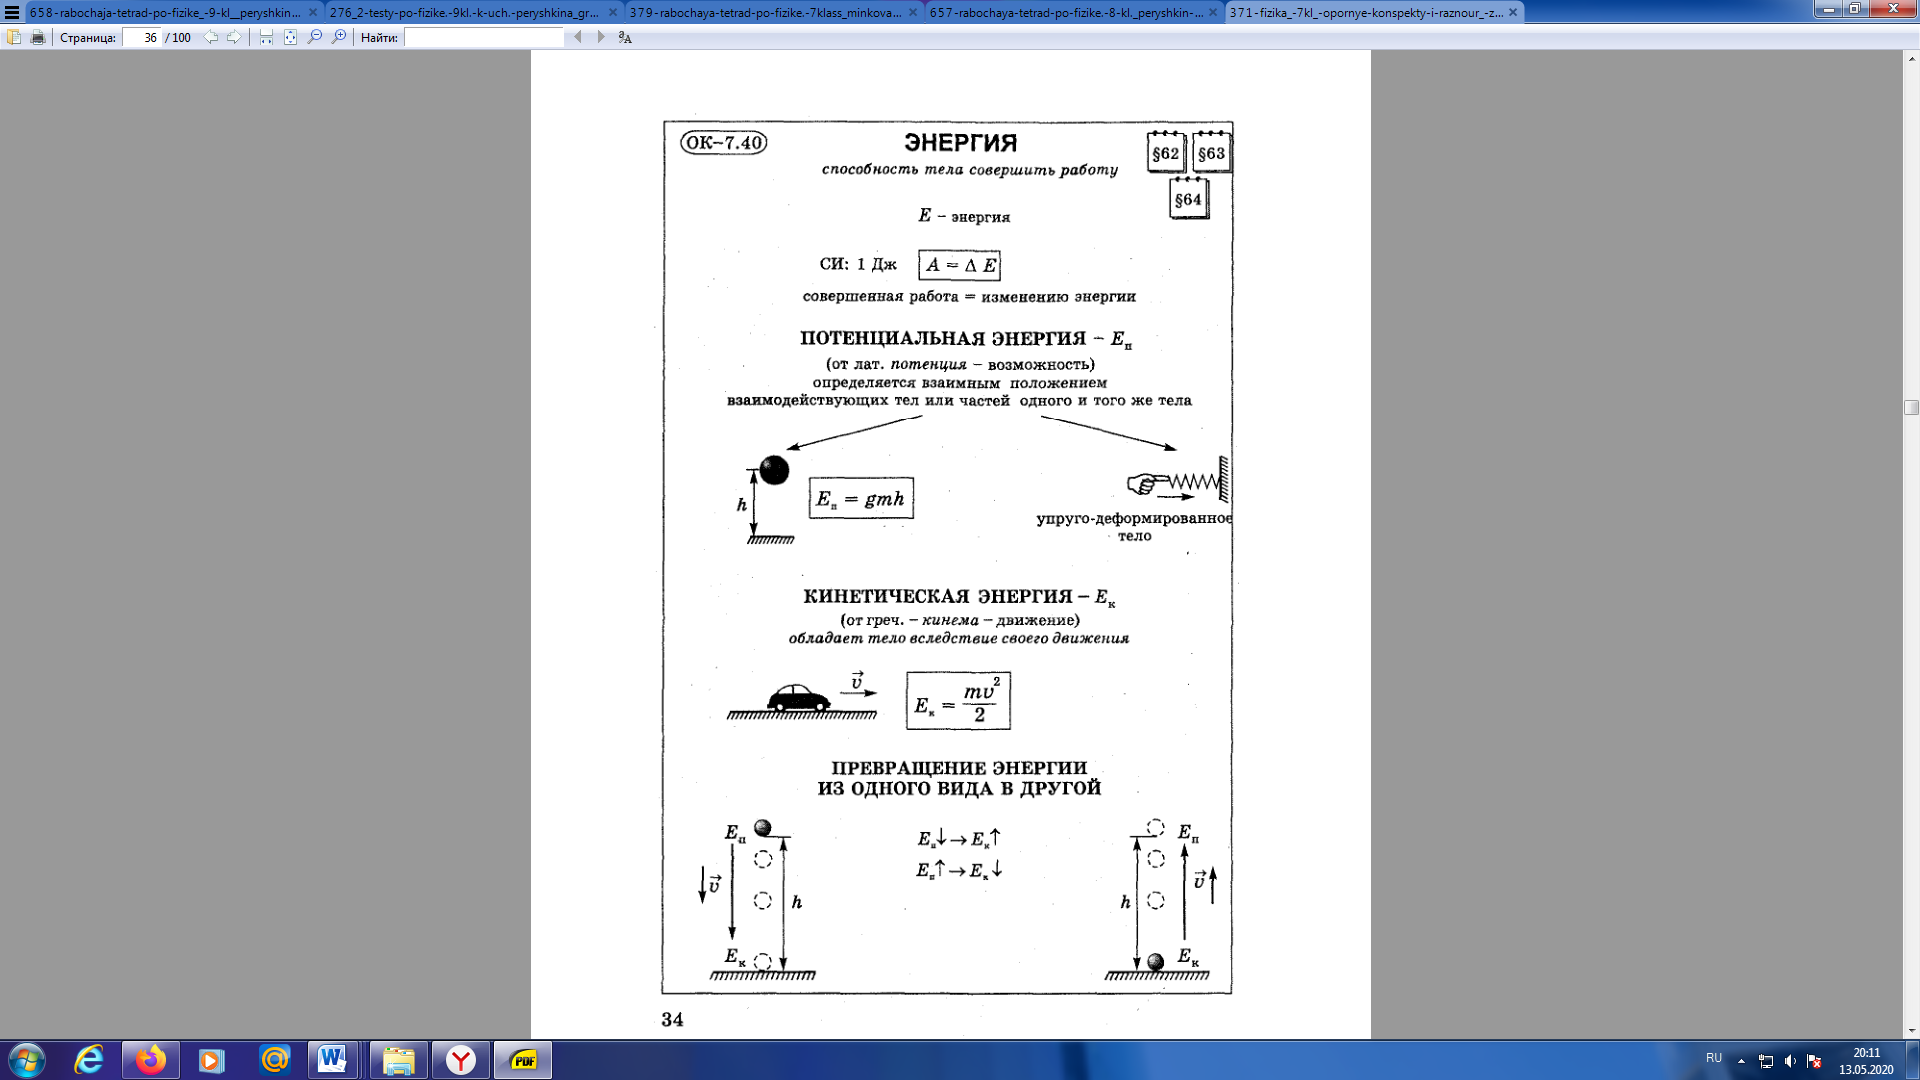 658-rabochaja-tetrad-po-fizike_-9-kl__peryshkin...
276_2-testy-po-fizike.-9kl.-k-uch.-peryshkina_gr...
379-rabochaya-tetrad-po-fizike.-7klass_minkova...
657-rabochaya-tetrad-po-fizike.-8-kl._peryshkin-...
371-fizika_-7kl_-opornye-konspekty-i-raznour_-z...
Страница: 36 / 100 Найти:
ОК–7.40
ЭНЕРГИЯ
§62 §63
способность тела совершить работу
§64
E – энергия
СИ: 1 Дж A = Δ E
совершенная работа = изменению энергии
ПОТЕНЦИАЛЬНАЯ ЭНЕРГИЯ – Eп
(от лат. потенция – возможность)
определяется взаимным положением
взаимодействующих тел или частей одного и того же тела
h
Eп = gmh
упруго-деформированное
тело
КИНЕТИЧЕСКАЯ ЭНЕРГИЯ – Eк
(от греч. – кинема – движение)
обладает тело вследствие своего движения
v⃗
Eк = mv²/2
ПРЕВРАЩЕНИЕ ЭНЕРГИИ
ИЗ ОДНОГО ВИДА В ДРУГОЙ
Eп
v⃗
h
Eк
Eп↓→Eк↑
Eп↑→Eк↓
Eп
v⃗
h
Eк
34
PDF
RU
20:11
13.05.2020